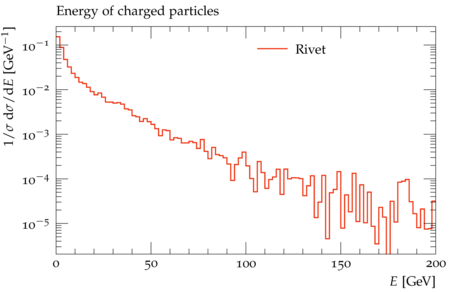 Energy of charged particles
1/σ dσ/dE [GeV⁻¹]
Rivet
10⁻¹
10⁻²
10⁻³
10⁻⁴
10⁻⁵
0 50 100 150 200
E [GeV]